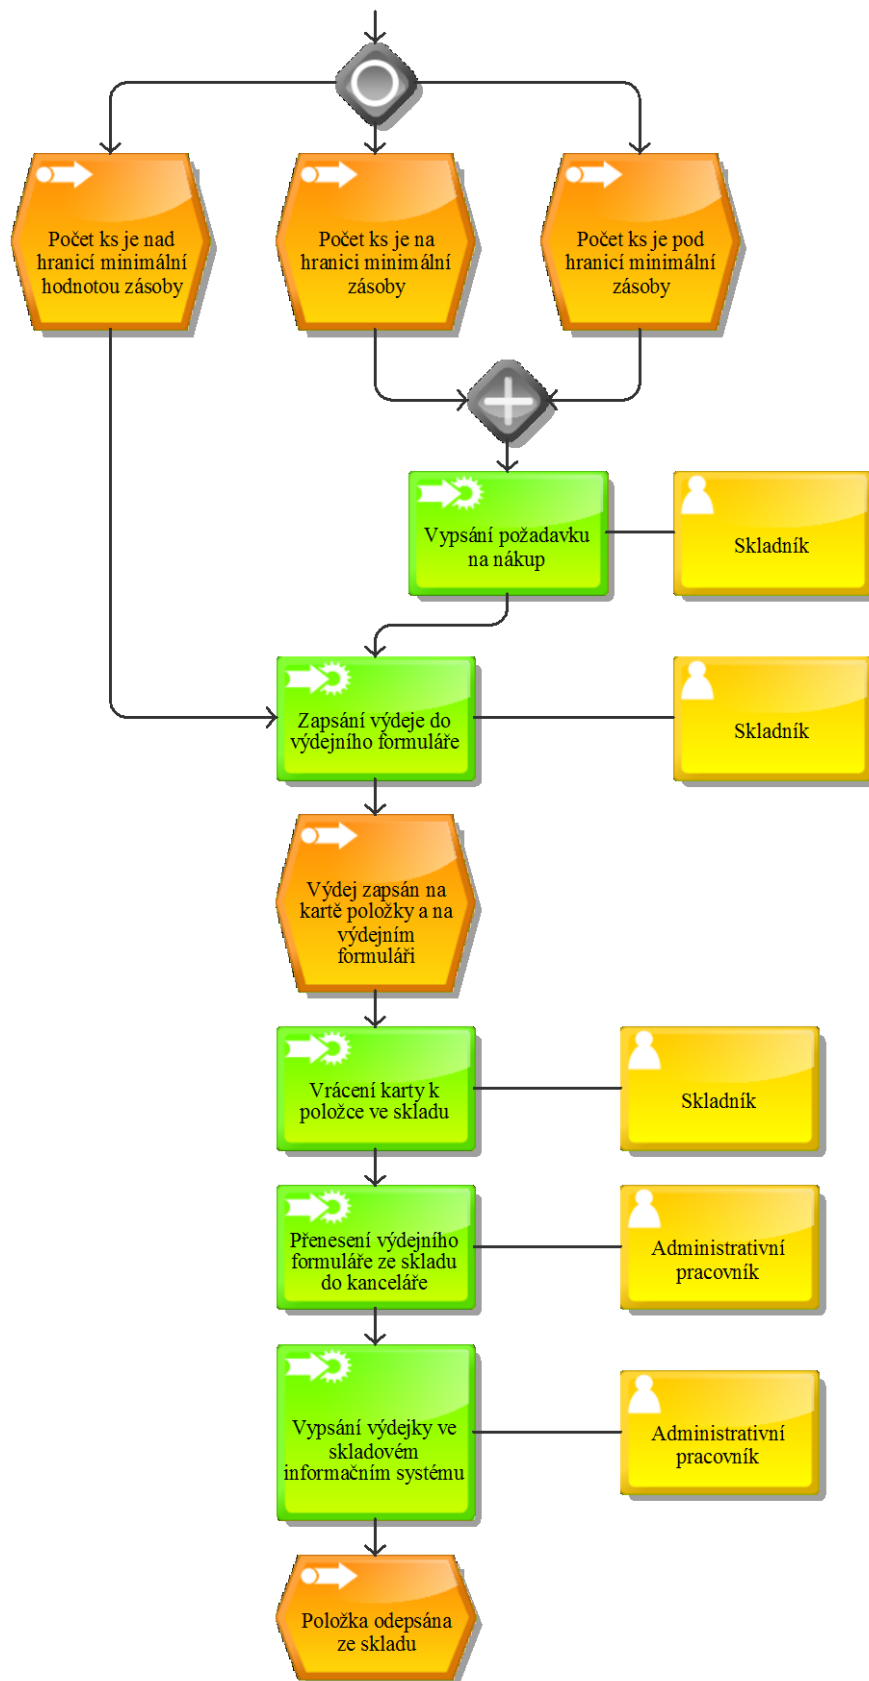 Počet ks je nad
hranicí minimální
hodnotou zásoby
Počet ks je na
hranici minimální
zásoby
Počet ks je pod
hranicí minimální
zásoby
Vypsání požadavku
na nákup
Skladník
Zapsání výdeje do
výdejního formuláře
Skladník
Výdej zapsán na
kartě položky a na
výdejním
formuláři
Vrácení karty k
položce ve skladu
Skladník
Přenesení výdejního
formuláře ze skladu
do kanceláře
Administrativní
pracovník
Vypsání výdejky ve
skladovém
informačním systému
Administrativní
pracovník
Položka odepsána
ze skladu